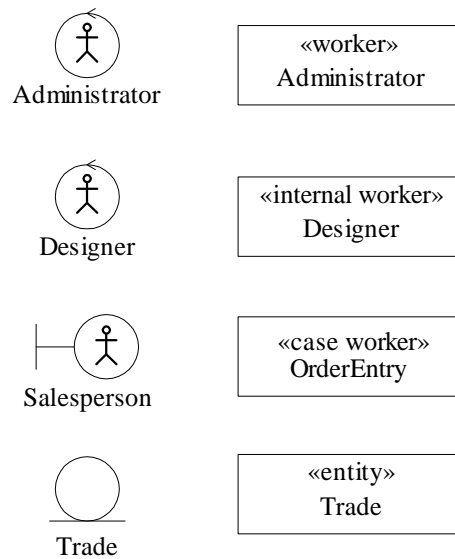 Administrator
«worker»
Administrator
Designer
«internal worker»
Designer
Salesperson
«case worker»
OrderEntry
Trade
«entity»
Trade